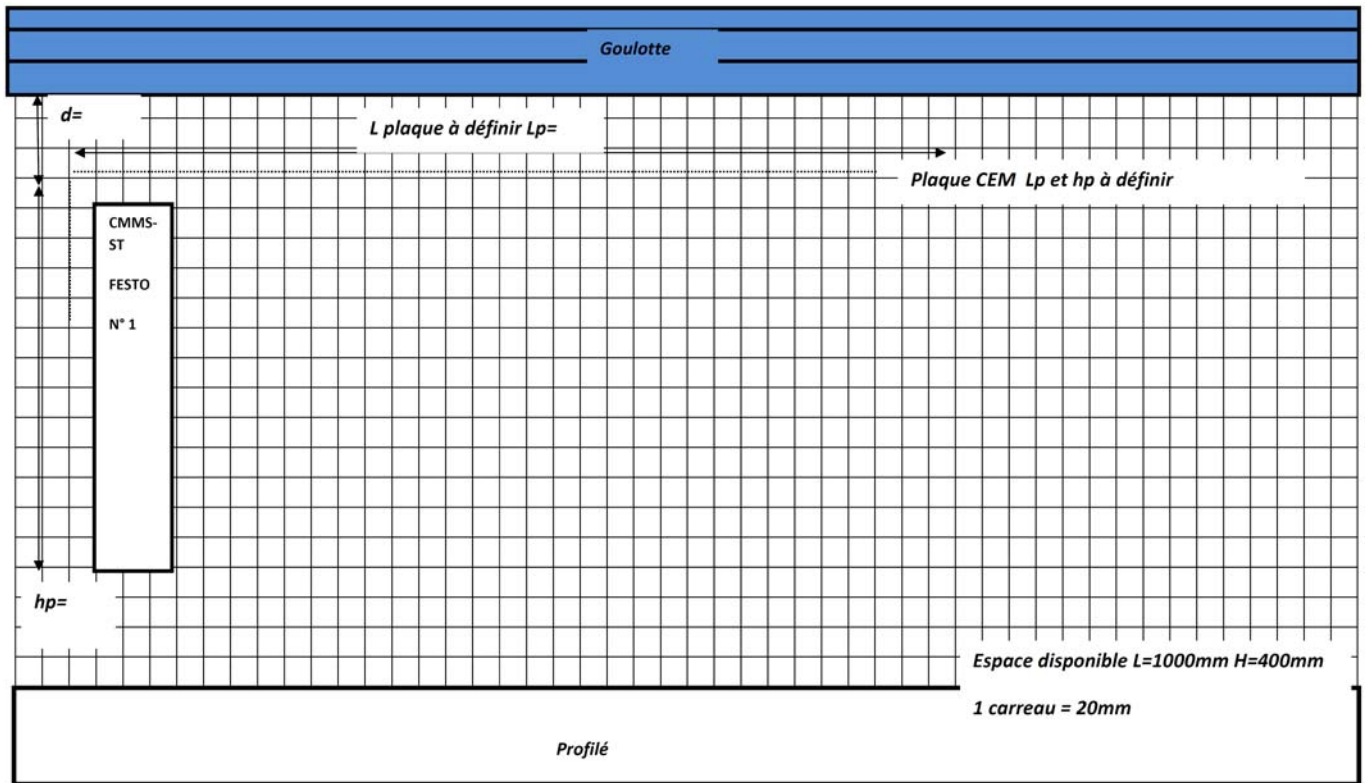 Goulotte
d=
L plaque à définir Lp=
Plaque CEM Lp et hp à définir
CMMS-
ST
FESTO
N° 1
hp=
Espace disponible L=1000mm H=400mm
1 carreau = 20mm
Profilé